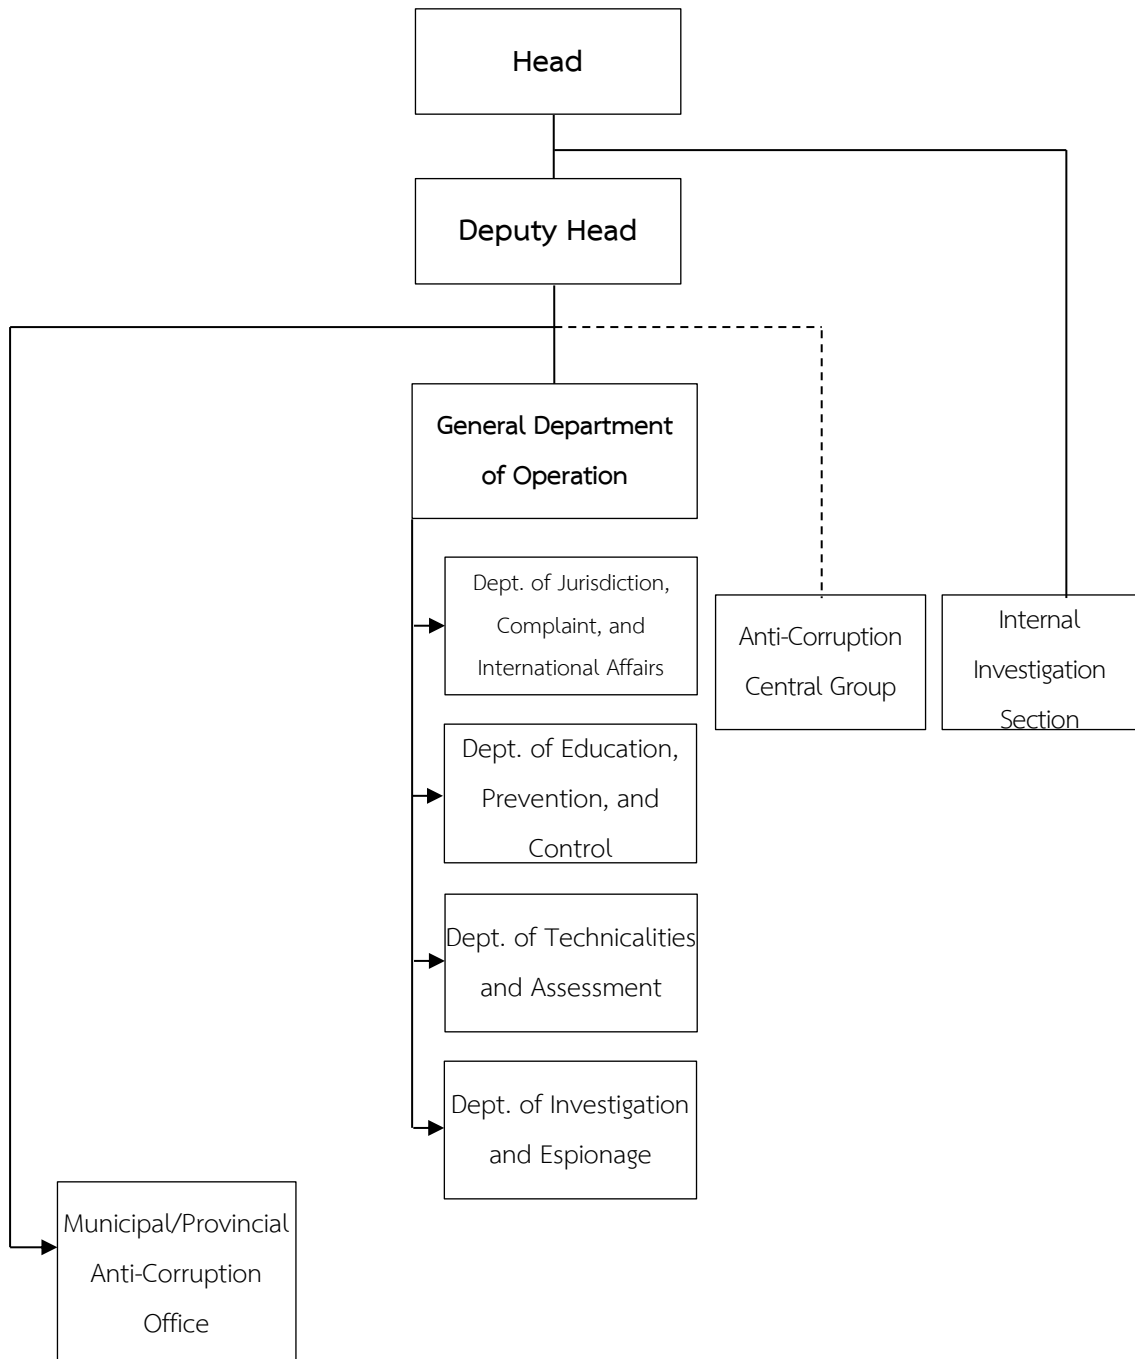 Head
Deputy Head
General Department
of Operation
Dept. of Jurisdiction,
Complaint, and
International Affairs
Anti-Corruption
Central Group
Internal
Investigation
Section
Dept. of Education,
Prevention, and
Control
Dept. of Technicalities
and Assessment
Dept. of Investigation
and Espionage
Municipal/Provincial
Anti-Corruption
Office